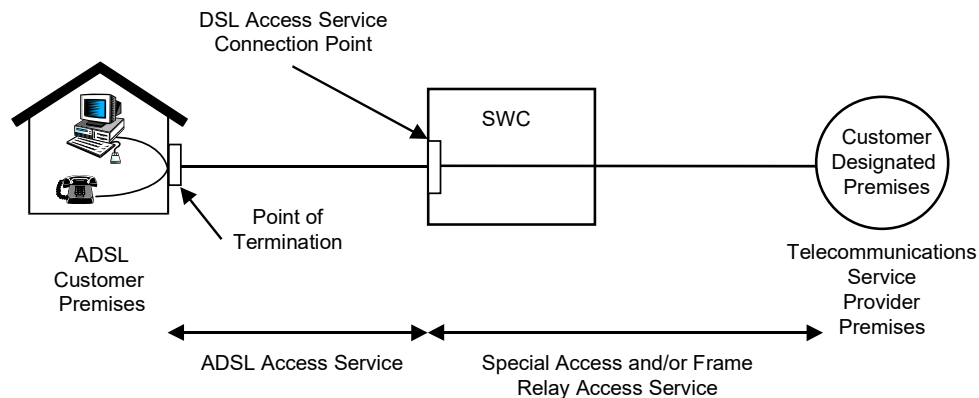 DSL Access Service
Connection Point
SWC
Customer
Designated
Premises
Point of
Termination
ADSL
Customer
Premises
Telecommunications
Service
Provider
Premises
ADSL Access Service
Special Access and/or Frame
Relay Access Service